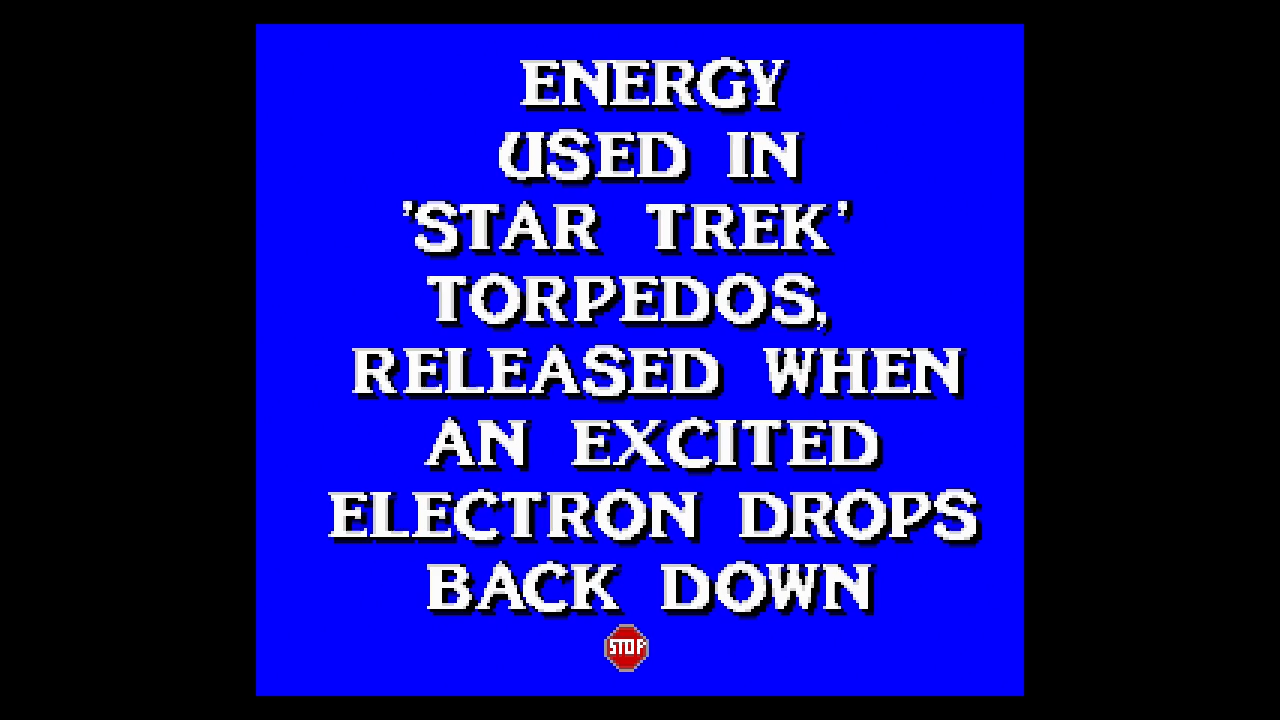 ENERGY
USED IN
'STAR TREK'
TORPEDOS,
RELEASED WHEN
AN EXCITED
ELECTRON DROPS
BACK DOWN
STOP